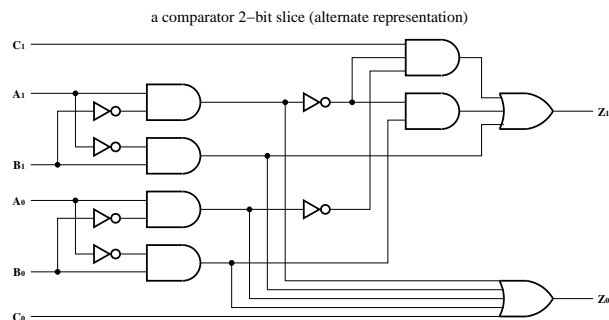 a comparator 2−bit slice (alternate representation)
C1
A1
Z1
B1
A0
B0
Z0
C0